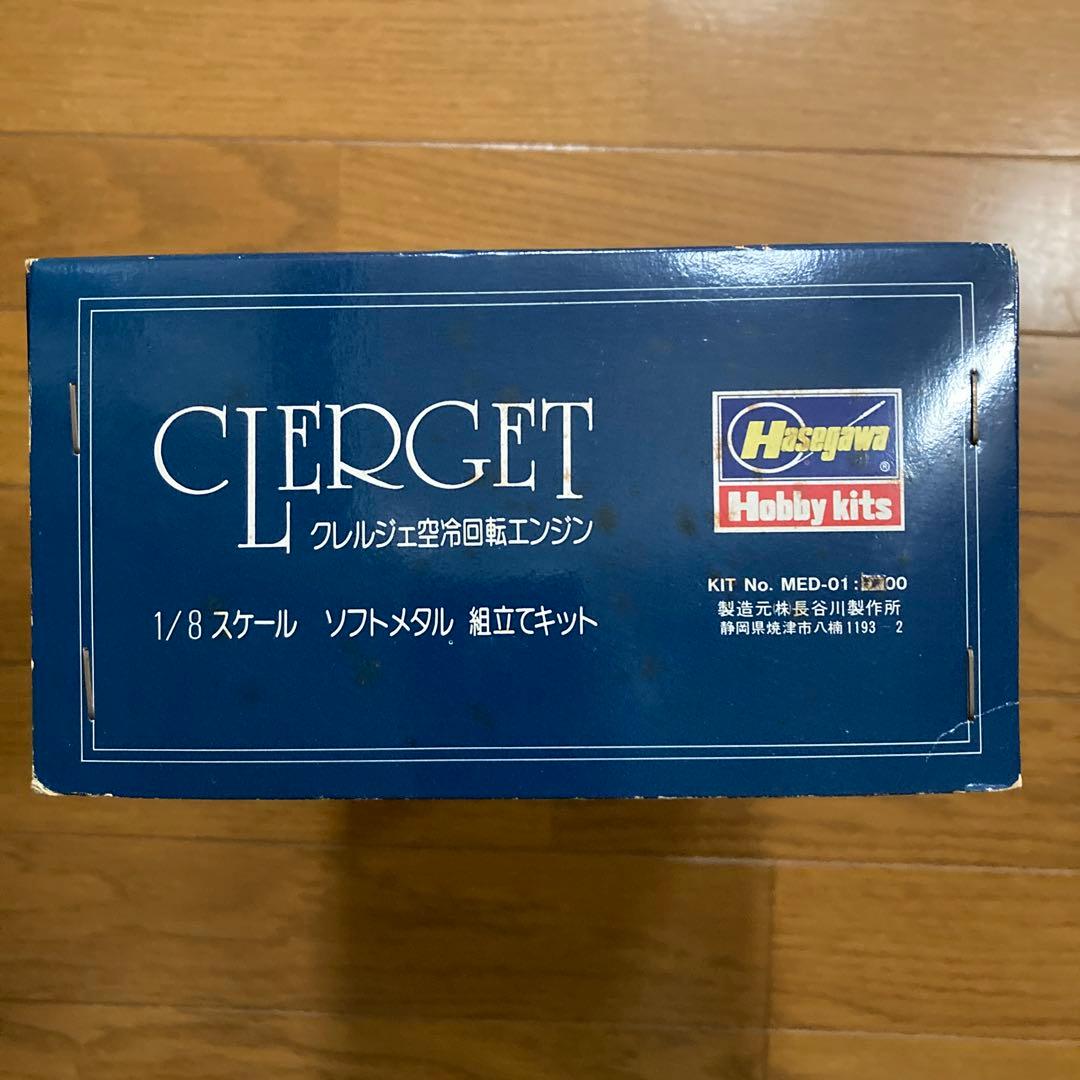 CLERGET
クレルジェ空冷回転エンジン
1/8 スケール ソフトメタル 組立てキット
Hasegawa
®
Hobby kits
KIT No. MED-01: 00
製造元㈱長谷川製作所
静岡県焼津市八楠1193-2